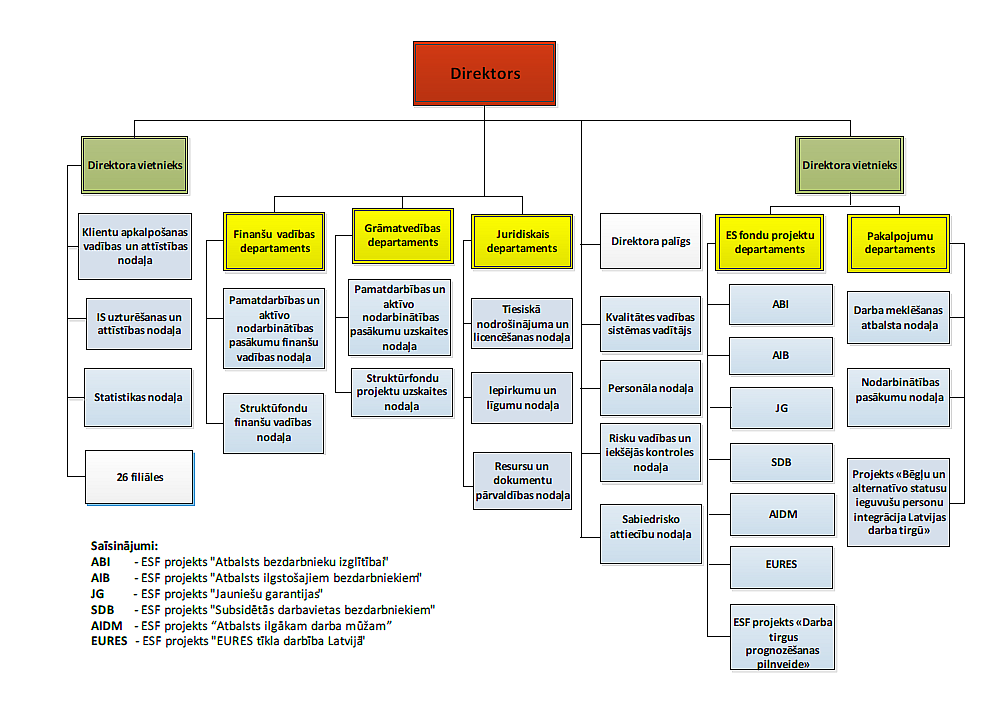 Direktors
Direktora vietnieks
Direktora vietnieks
Klientu apkalpošanas
vadības un attīstības
nodaļa
IS uzturēšanas un
attīstības nodaļa
Statistikas nodaļa
26 filiāles
Finanšu vadības
departaments
Pamatdarbības un
aktīvo
nodarbinātības
pasākumu finanšu
vadības nodaļa
Struktūfondu
finanšu vadības
nodaļa
Grāmatvedības
departaments
Pamatdarbības un
aktīvo
nodarbinātības
pasākumu uzskaites
nodaļa
Struktūrfondu
projektu uzskaites
nodaļa
Juridiskais
departaments
Tiesiskā
nodrošinājuma un
licencēšanas nodaļa
Iepirkumu un
līgumu nodaļa
Resursu un
dokumentu
pārvaldības nodaļa
Direktora palīgs
Kvalitātes vadības
sistēmas vadītājs
Personāla nodaļa
Risku vadības un
iekšējās kontroles
nodaļa
Sabiedrisko
attiecību nodaļa
ES fondu projektu
departaments
ABI
AIB
JG
SDB
AIDM
EURES
ESF projekts «Darba
tirgus
prognozēšanas
pilnveide»
Pakalpojumu
departaments
Darba meklēšanas
atbalsta nodaļa
Nodarbinātības
pasākumu nodaļa
Projekts «Bēgļu un
alternatīvo statusu
ieguvušu personu
integrācija Latvijas
darba tirgū»
Saīsinājumi:
ABI - ESF projekts "Atbalsts bezdarbnieku izglītībai"
AIB - ESF projekts "Atbalsts ilgstošajiem bezdarbniekiem"
JG - ESF projekts "Jauniešu garantijas"
SDB - ESF projekts "Subsidētās darbavietas bezdarbniekiem"
AIDM - ESF projekts “Atbalsts ilgākam darba mūžam”
EURES - ESF projekts "EURES tīkla darbība Latvijā"